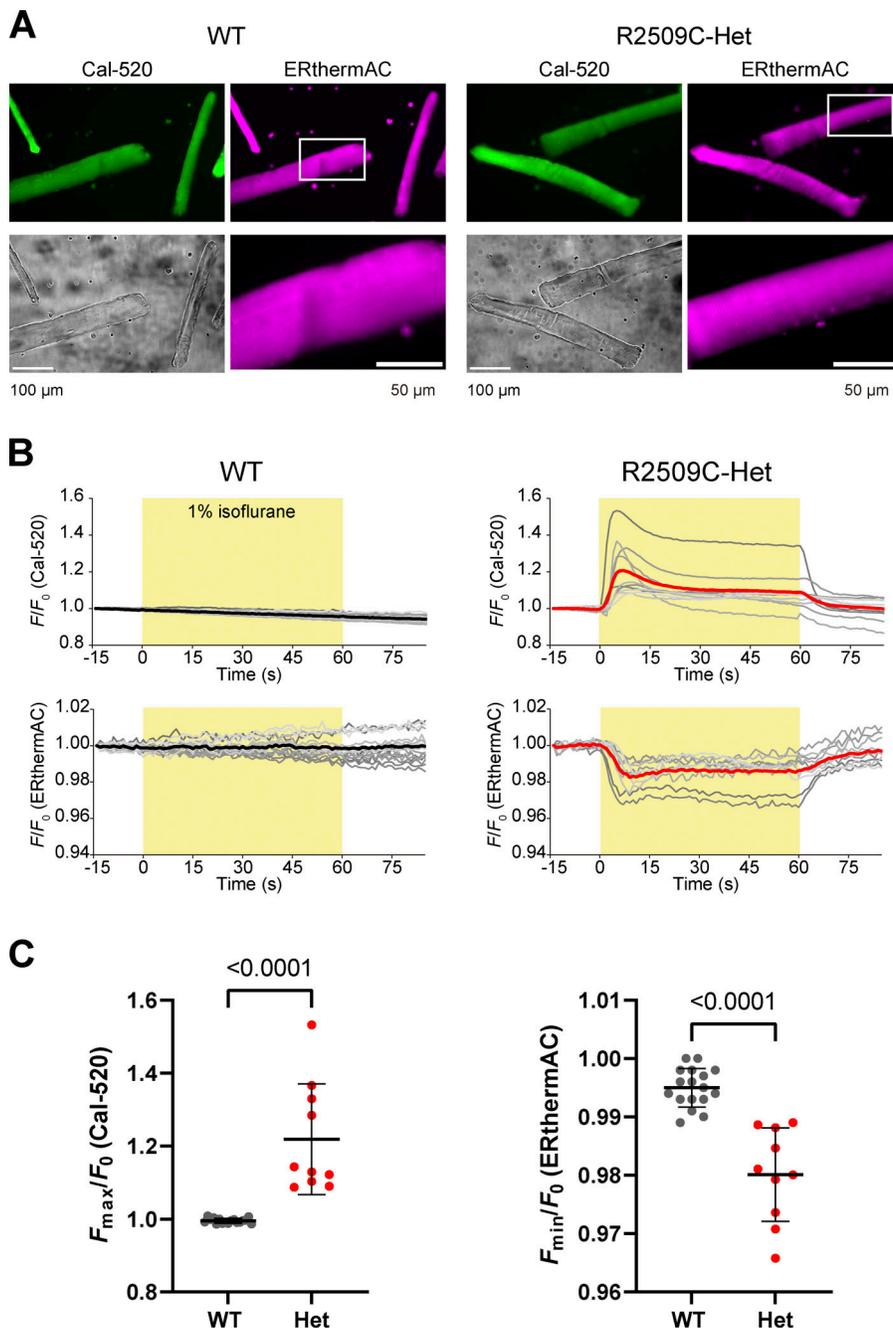 A
WT
R2509C-Het
Cal-520
ERthermAC
Cal-520
ERthermAC
100 μm
50 μm
100 μm
50 μm
B
WT
R2509C-Het
F/F0 (Cal-520)
1.6
1.4
1.2
1.0
0.8
1% isoflurane
-15 0 15 30 45 60 75
Time (s)
F/F0 (Cal-520)
1.6
1.4
1.2
1.0
0.8
-15 0 15 30 45 60 75
Time (s)
F/F0 (ERthermAC)
1.02
1.00
0.98
0.96
0.94
-15 0 15 30 45 60 75
Time (s)
F/F0 (ERthermAC)
1.02
1.00
0.98
0.96
0.94
-15 0 15 30 45 60 75
Time (s)
C
<0.0001
Fmax/F0 (Cal-520)
1.6
1.4
1.2
1.0
0.8
WT Het
<0.0001
Fmin/F0 (ERthermAC)
1.01
1.00
0.99
0.98
0.97
0.96
WT Het